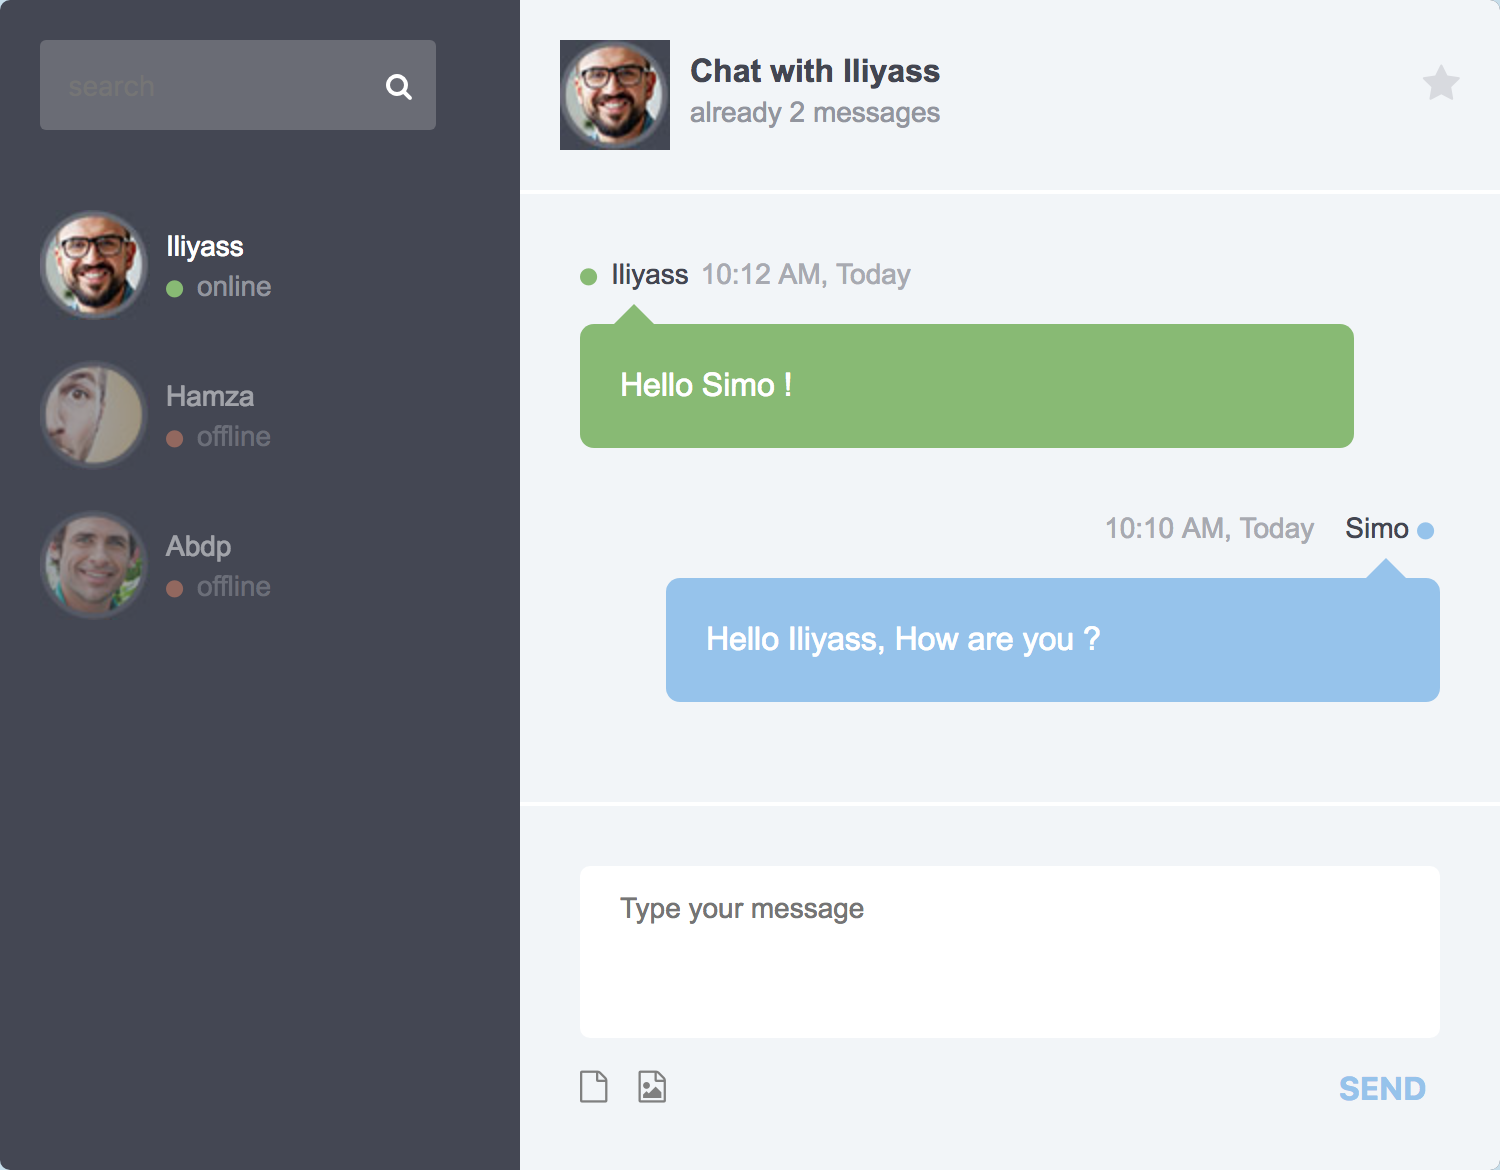 search
Iliyass
online
Hamza
offline
Abdp
offline
Chat with Iliyass
already 2 messages
Iliyass 10:12 AM, Today
Hello Simo !
10:10 AM, Today Simo
Hello Iliyass, How are you ?
Type your message
SEND